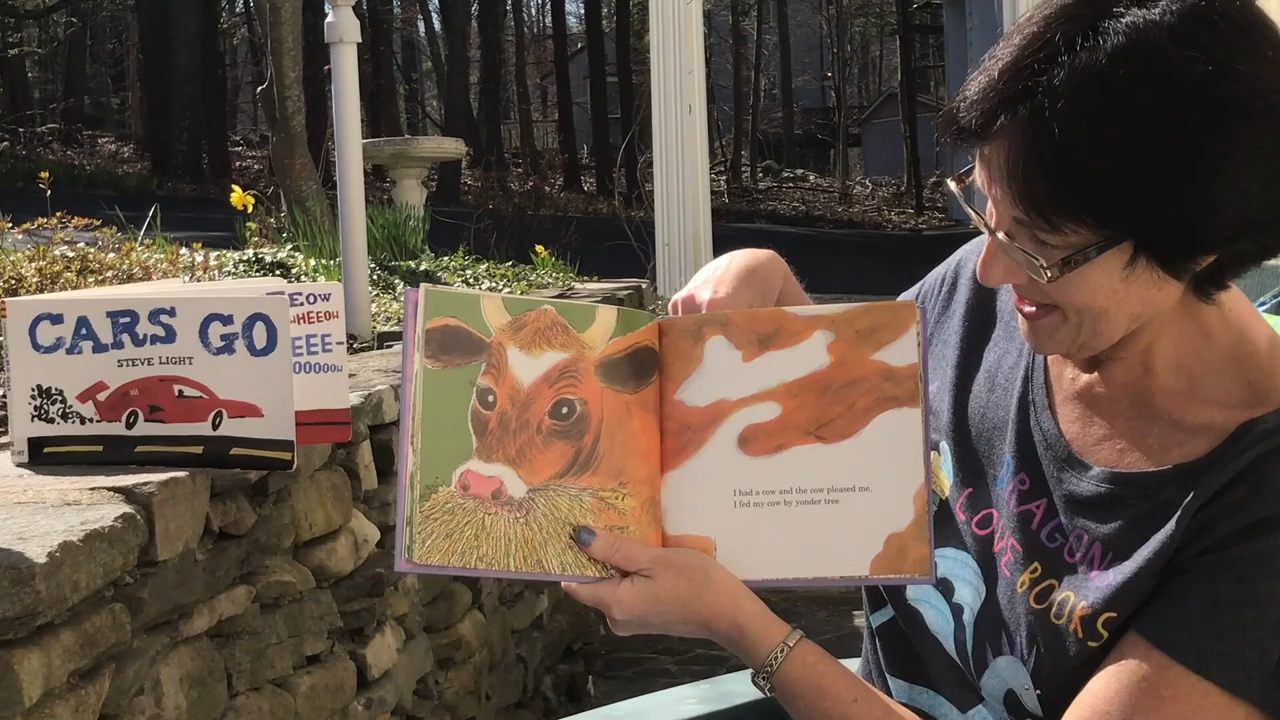 CARS GO
STEVE LIGHT
I had a cow and the cow pleased me,
I fed my cow by yonder tree.
DRAGONS
LOVE
BOOKS